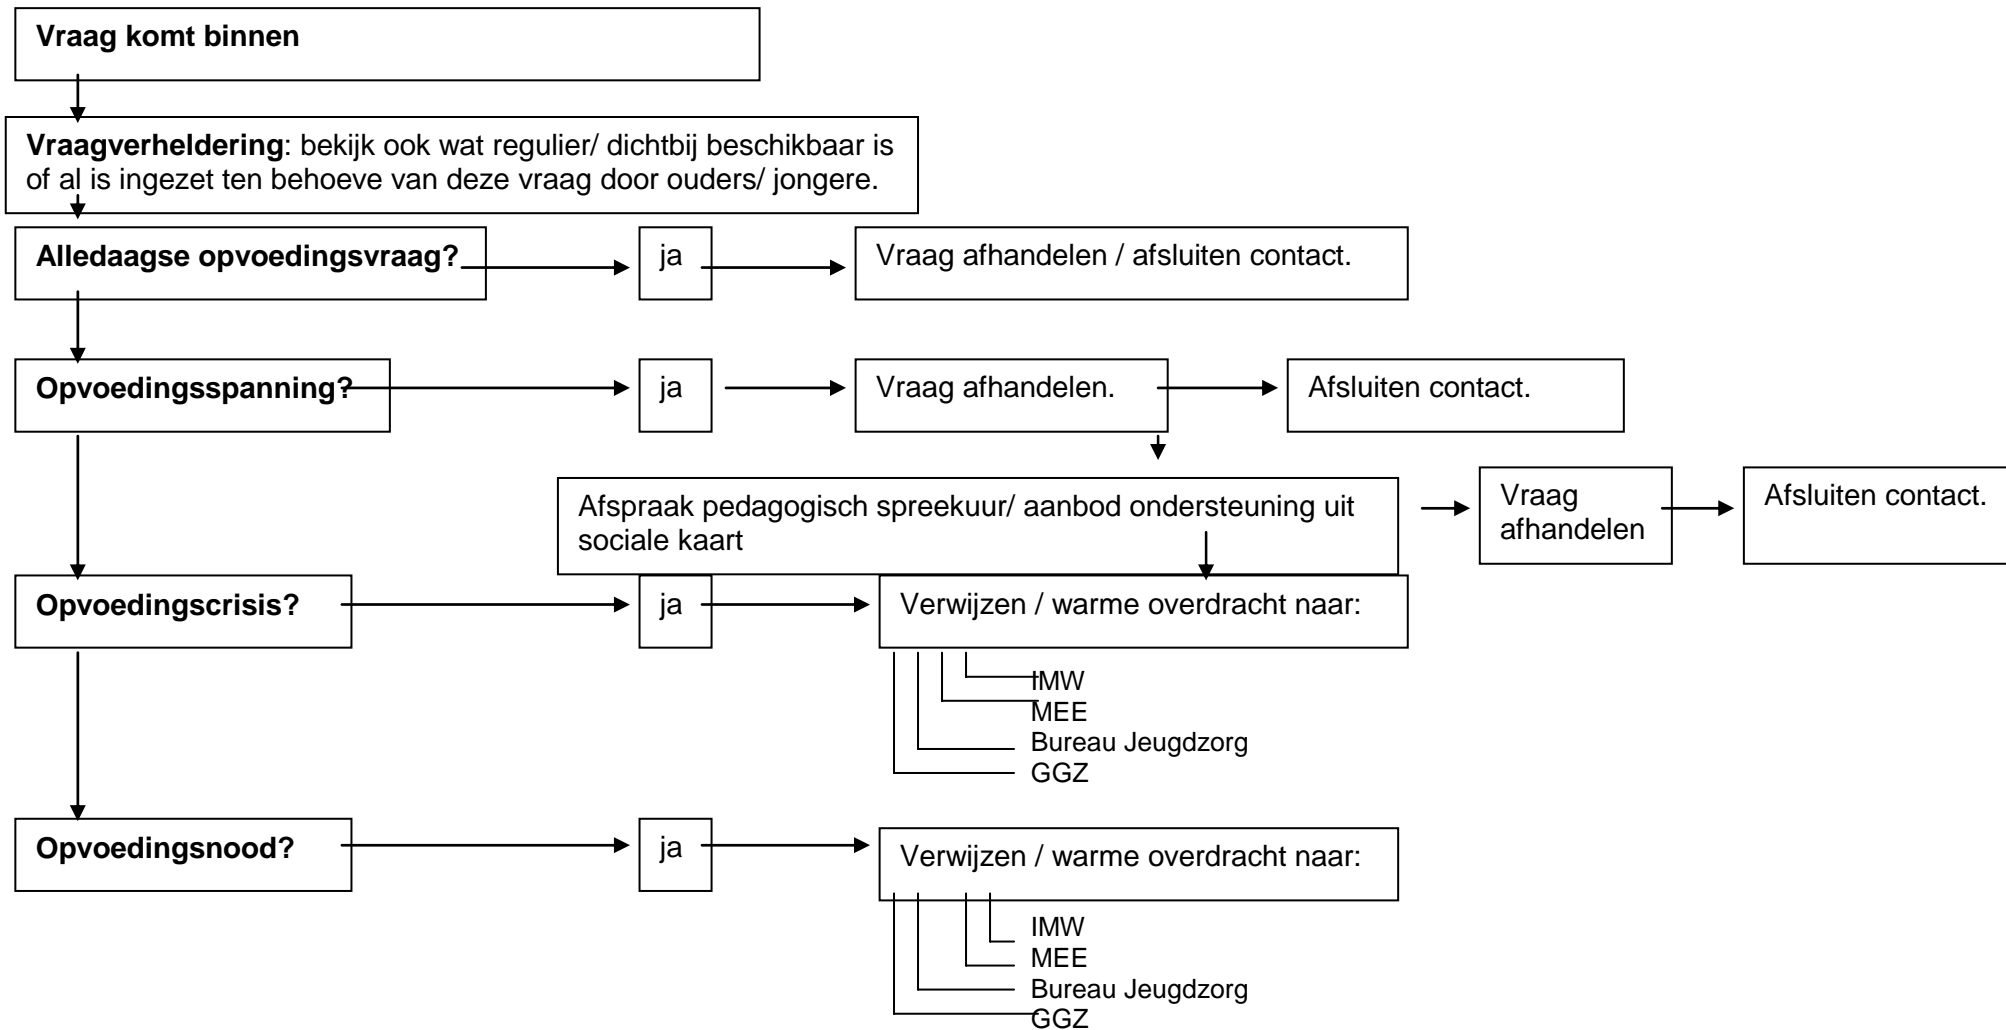 Vraag komt binnen
Vraagverheldering: bekijk ook wat regulier/ dichtbij beschikbaar is
of al is ingezet ten behoeve van deze vraag door ouders/ jongere.
Alledaagse opvoedingsvraag?
ja
Vraag afhandelen / afsluiten contact.
Opvoedingsspanning?
ja
Vraag afhandelen.
Afsluiten contact.
Afspraak pedagogisch spreekuur/ aanbod ondersteuning uit
sociale kaart
Vraag
afhandelen
Afsluiten contact.
Opvoedingscrisis?
ja
Verwijzen / warme overdracht naar:
IMW
MEE
Bureau Jeugdzorg
GGZ
Opvoedingsnood?
ja
Verwijzen / warme overdracht naar:
IMW
MEE
Bureau Jeugdzorg
GGZ